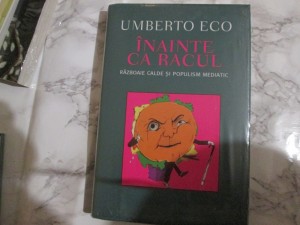 UMBERTO ECO
ÎNAINTE
CA RACUL
RĂZBOAIE CALDE ȘI POPULISM MEDIATIC